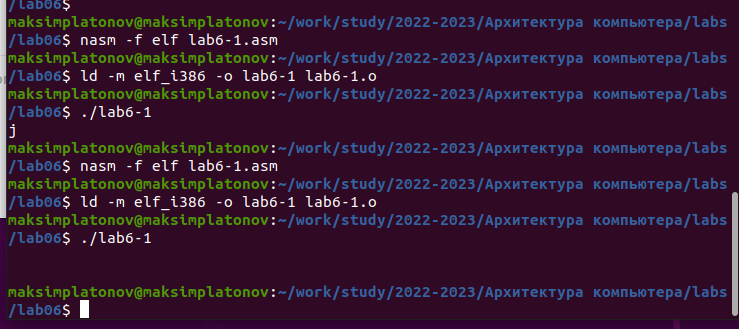 /lab06$
maksimplatonov@maksimplatonov:~/work/study/2022-2023/Архитектура компьютера/labs
/lab06$ nasm -f elf lab6-1.asm
maksimplatonov@maksimplatonov:~/work/study/2022-2023/Архитектура компьютера/labs
/lab06$ ld -m elf_i386 -o lab6-1 lab6-1.o
maksimplatonov@maksimplatonov:~/work/study/2022-2023/Архитектура компьютера/labs
/lab06$ ./lab6-1
j
maksimplatonov@maksimplatonov:~/work/study/2022-2023/Архитектура компьютера/labs
/lab06$ nasm -f elf lab6-1.asm
maksimplatonov@maksimplatonov:~/work/study/2022-2023/Архитектура компьютера/labs
/lab06$ ld -m elf_i386 -o lab6-1 lab6-1.o
maksimplatonov@maksimplatonov:~/work/study/2022-2023/Архитектура компьютера/labs
/lab06$ ./lab6-1
maksimplatonov@maksimplatonov:~/work/study/2022-2023/Архитектура компьютера/labs
/lab06$